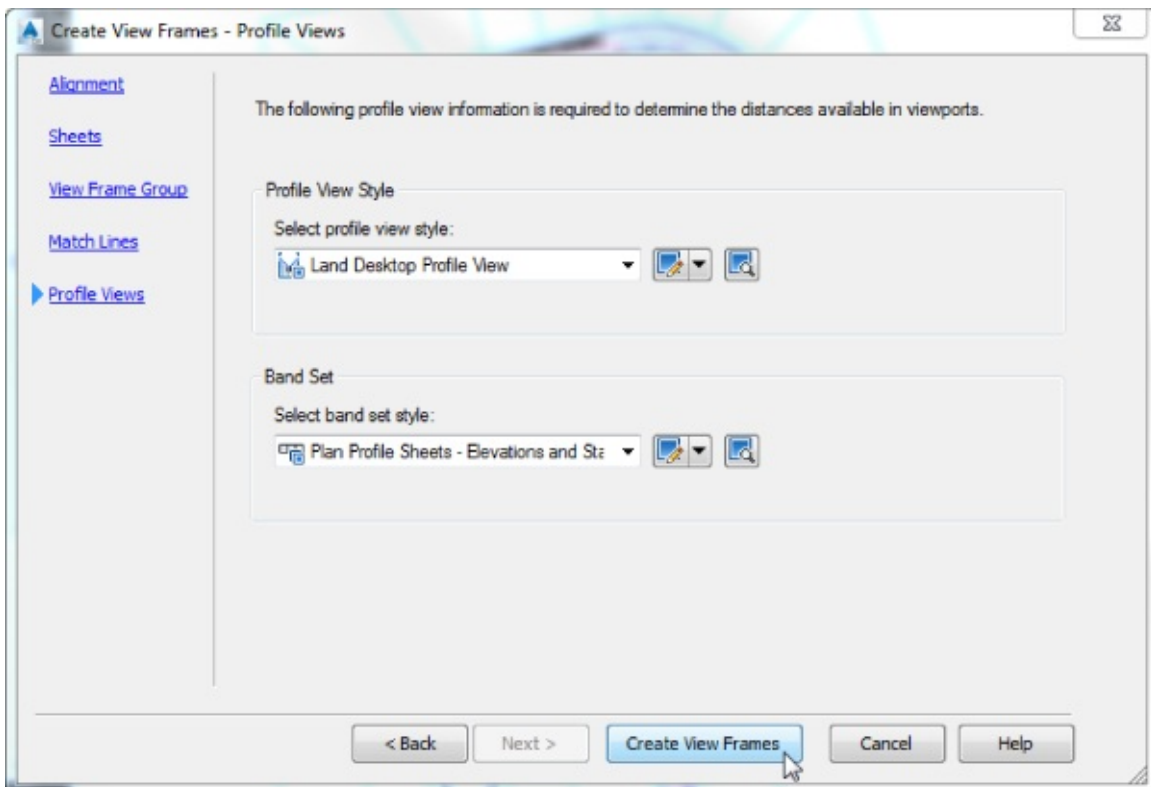 Create View Frames - Profile Views
Alignment
Sheets
View Frame Group
Match Lines
Profile Views
The following profile view information is required to determine the distances available in viewports.
Profile View Style
Select profile view style:
Land Desktop Profile View
Band Set
Select band set style:
Plan Profile Sheets - Elevations and Sta
< Back
Next >
Create View Frames
Cancel
Help